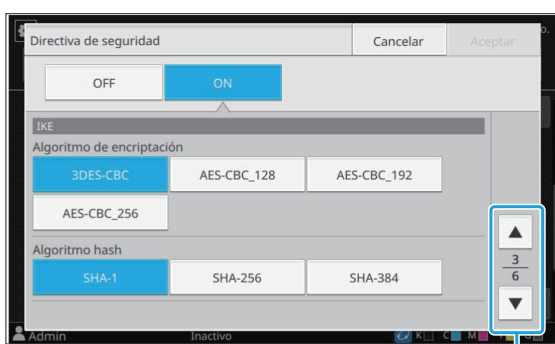 Directiva de seguridad
Cancelar
Aceptar
OFF
ON
IKE
Algoritmo de encriptación
3DES-CBC
AES-CBC_128
AES-CBC_192
AES-CBC_256
Algoritmo hash
SHA-1
SHA-256
SHA-384
3
6
Admin
Inactivo
K
C
M